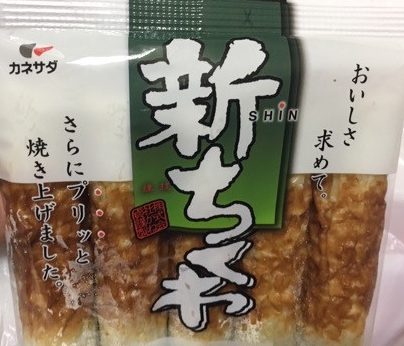 カネサダ
新ちくわ
SHiN
おいしさ
求めて。
さらにプリッと
焼き上げました。